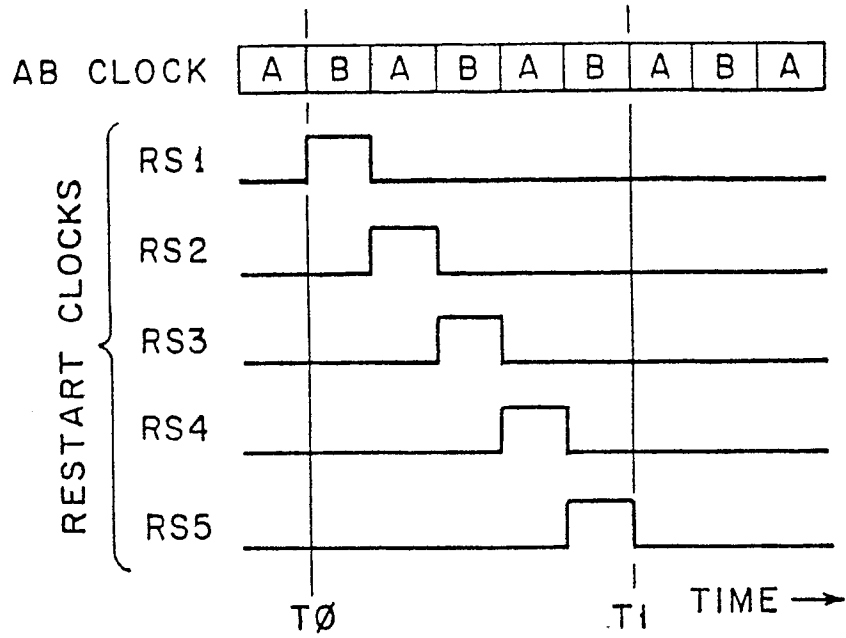 AB CLOCK A B A B A B A B A
RESTART CLOCKS
RS1
RS2
RS3
RS4
RS5
TØ T1 TIME